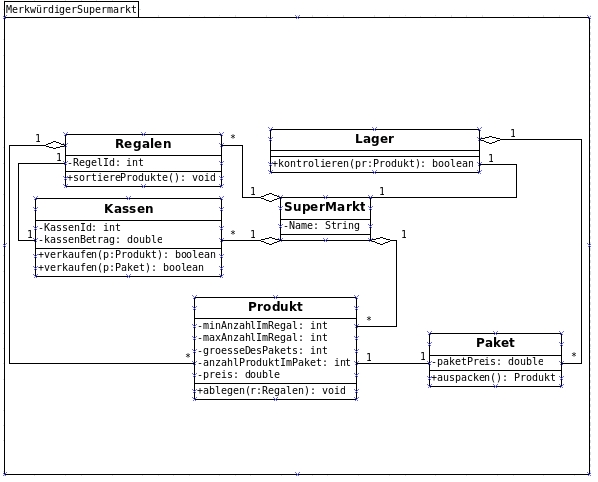 MerkwürdigerSupermarkt
1
Regalen
*
-RegelId: int
+sortiereProdukte(): void
1
Lager
1
+kontrolieren(pr:Produkt): boolean
1
Kassen
-KassenId: int
-kassenBetrag: double
+verkaufen(p:Produkt): boolean
+verkaufen(p:Paket): boolean
1
*
1
1
SuperMarkt
-Name: String
1
1
Produkt
-minAnzahlImRegal: int
-maxAnzahlImRegal: int
-groesseDesPakets: int
-anzahlProduktImPaket: int
-preis: double
+ablegen(r:Regalen): void
*
*
1
1
Paket
-paketPreis: double
+auspacken(): Produkt
*